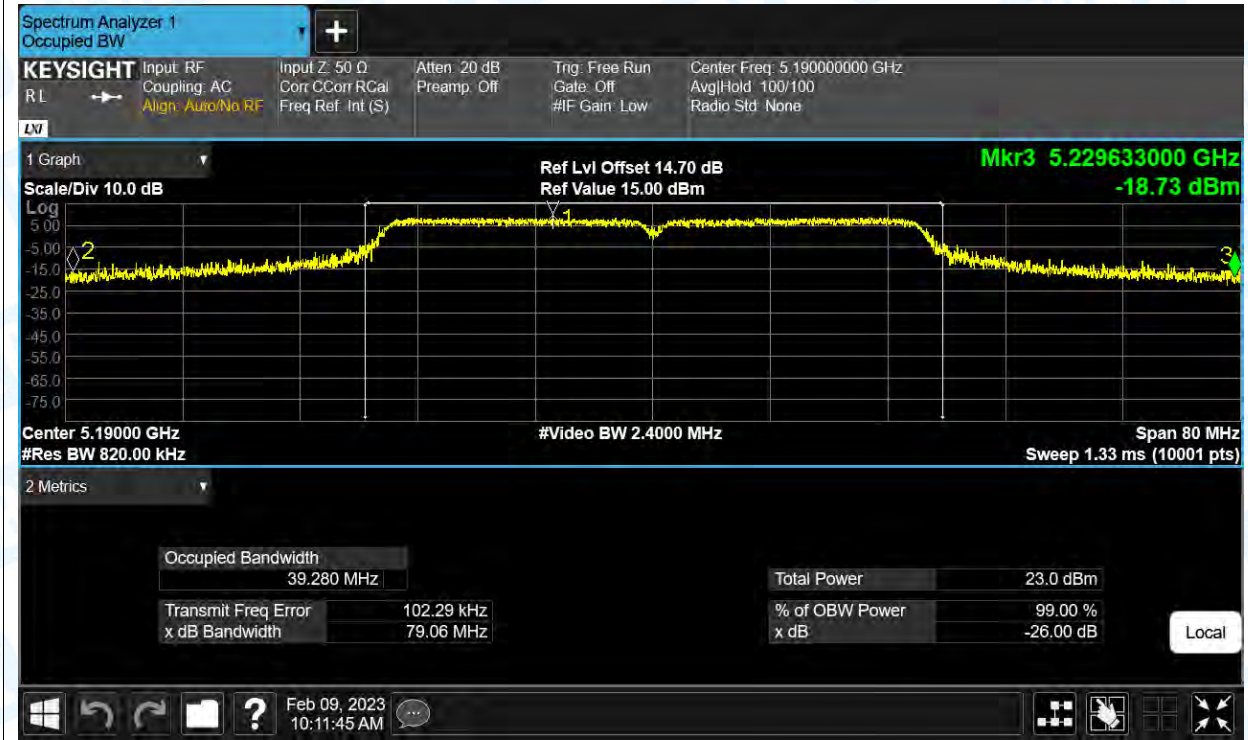 Spectrum Analyzer 1
Occupied BW
KEYSIGHT
R L
LXI
Input: RF
Coupling: AC
Align: Auto/No RF
Input Z: 50 Ω
Corr CCorr RCal
Freq Ref: Int (S)
Atten: 20 dB
Preamp: Off
Trig: Free Run
Gate: Off
#IF Gain: Low
Center Freq: 5.190000000 GHz
Avg|Hold: 100/100
Radio Std: None
1 Graph
Scale/Div 10.0 dB
Ref Lvl Offset 14.70 dB
Ref Value 15.00 dBm
Mkr3 5.229633000 GHz
-18.73 dBm
Log
5.00
-5.00
-15.0
-25.0
-35.0
-45.0
-55.0
-65.0
-75.0
2
1
3
Center 5.19000 GHz
#Video BW 2.4000 MHz
Span 80 MHz
#Res BW 820.00 kHz
Sweep 1.33 ms (10001 pts)
2 Metrics
Occupied Bandwidth
39.280 MHz
Total Power 23.0 dBm
Transmit Freq Error 102.29 kHz
% of OBW Power 99.00 %
x dB Bandwidth 79.06 MHz
x dB -26.00 dB
Local
?
Feb 09, 2023
10:11:45 AM